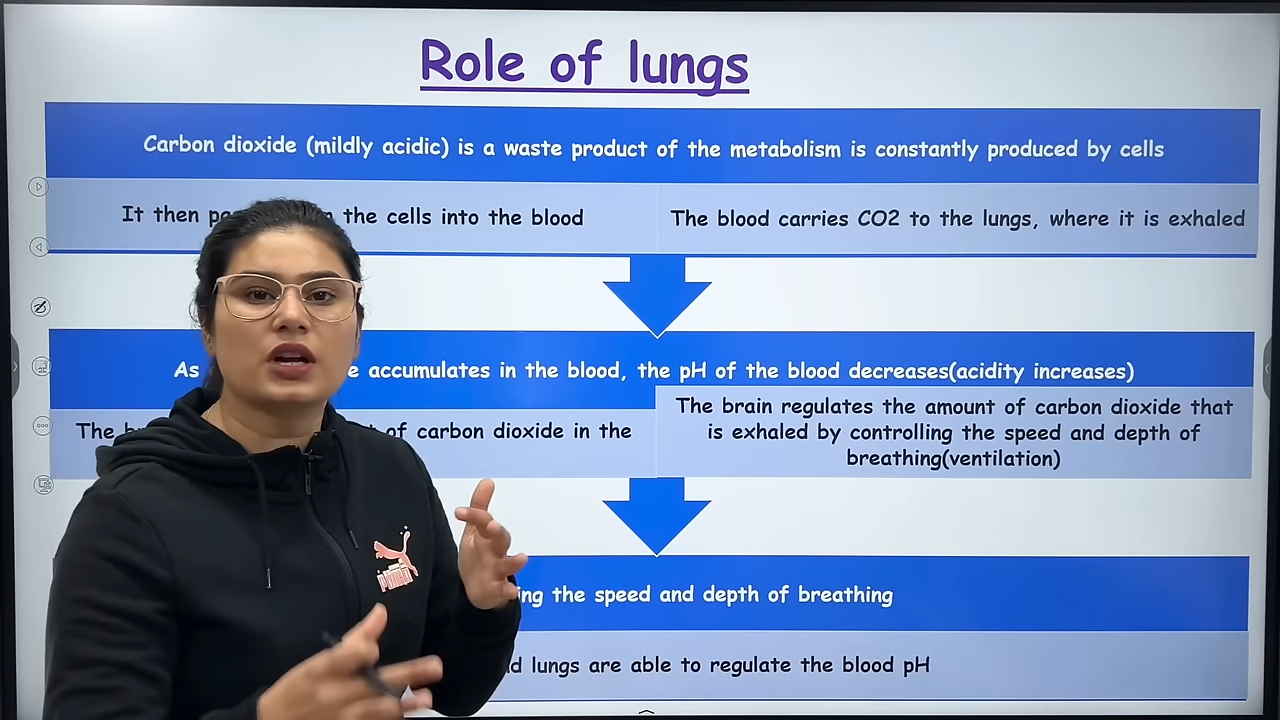 Role of lungs
Carbon dioxide (mildly acidic) is a waste product of the metabolism is constantly produced by cells
It then the cells into the blood
The blood carries CO2 to the lungs, where it is exhaled
As accumulates in the blood, the pH of the blood decreases(acidity increases)
The of carbon dioxide in the
The brain regulates the amount of carbon dioxide that
is exhaled by controlling the speed and depth of
breathing(ventilation)
the speed and depth of breathing
lungs are able to regulate the blood pH